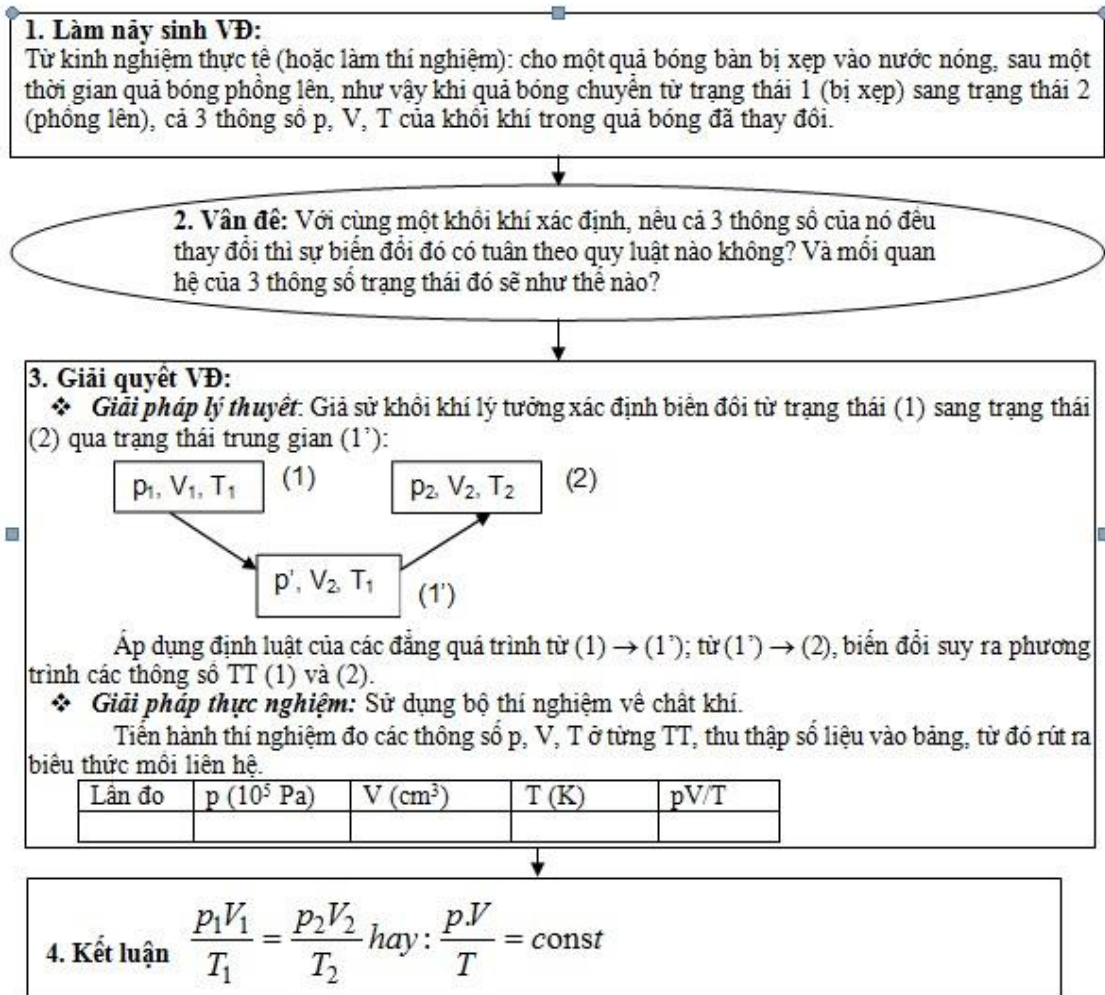 1. Làm nảy sinh VĐ:
Từ kinh nghiệm thực tế (hoặc làm thí nghiệm): cho một quả bóng bàn bị xẹp vào nước nóng, sau một
thời gian quả bóng phồng lên, như vậy khi quả bóng chuyển từ trạng thái 1 (bị xẹp) sang trạng thái 2
(phồng lên), cả 3 thông số p, V, T của khối khí trong quả bóng đã thay đổi.
2. Vấn đề: Với cùng một khối khí xác định, nếu cả 3 thông số của nó đều
thay đổi thì sự biến đổi đó có tuân theo quy luật nào không? Và mối quan
hệ của 3 thông số trạng thái đó sẽ như thế nào?
3. Giải quyết VĐ:
❖ Giải pháp lý thuyết: Giả sử khối khí lý tưởng xác định biến đổi từ trạng thái (1) sang trạng thái
(2) qua trạng thái trung gian (1’):
p₁, V₁, T₁ (1) p₂, V₂, T₂ (2)
p', V₂, T₁ (1')
Áp dụng định luật của các đẳng quá trình từ (1) → (1’); từ (1’) → (2), biến đổi suy ra phương
trình các thông số TT (1) và (2).
❖ Giải pháp thực nghiệm: Sử dụng bộ thí nghiệm về chất khí.
Tiến hành thí nghiệm đo các thông số p, V, T ở từng TT, thu thập số liệu vào bảng, từ đó rút ra
biểu thức mối liên hệ.
Lần đo p (10⁵ Pa) V (cm³) T (K) pV/T
4. Kết luận p₁V₁/T₁ = p₂V₂/T₂ hay: p.V/T = const